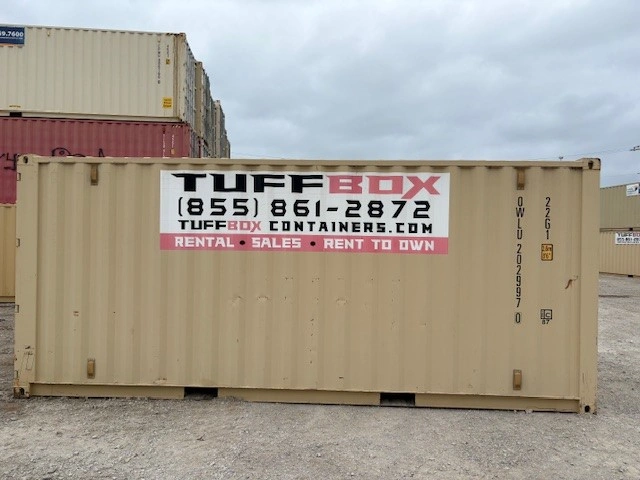 TUFFBOX
(855) 861-2872
TUFFBOX CONTAINERS.COM
RENTAL • SALES • RENT TO OWN
OWLU 202997 0
22G1